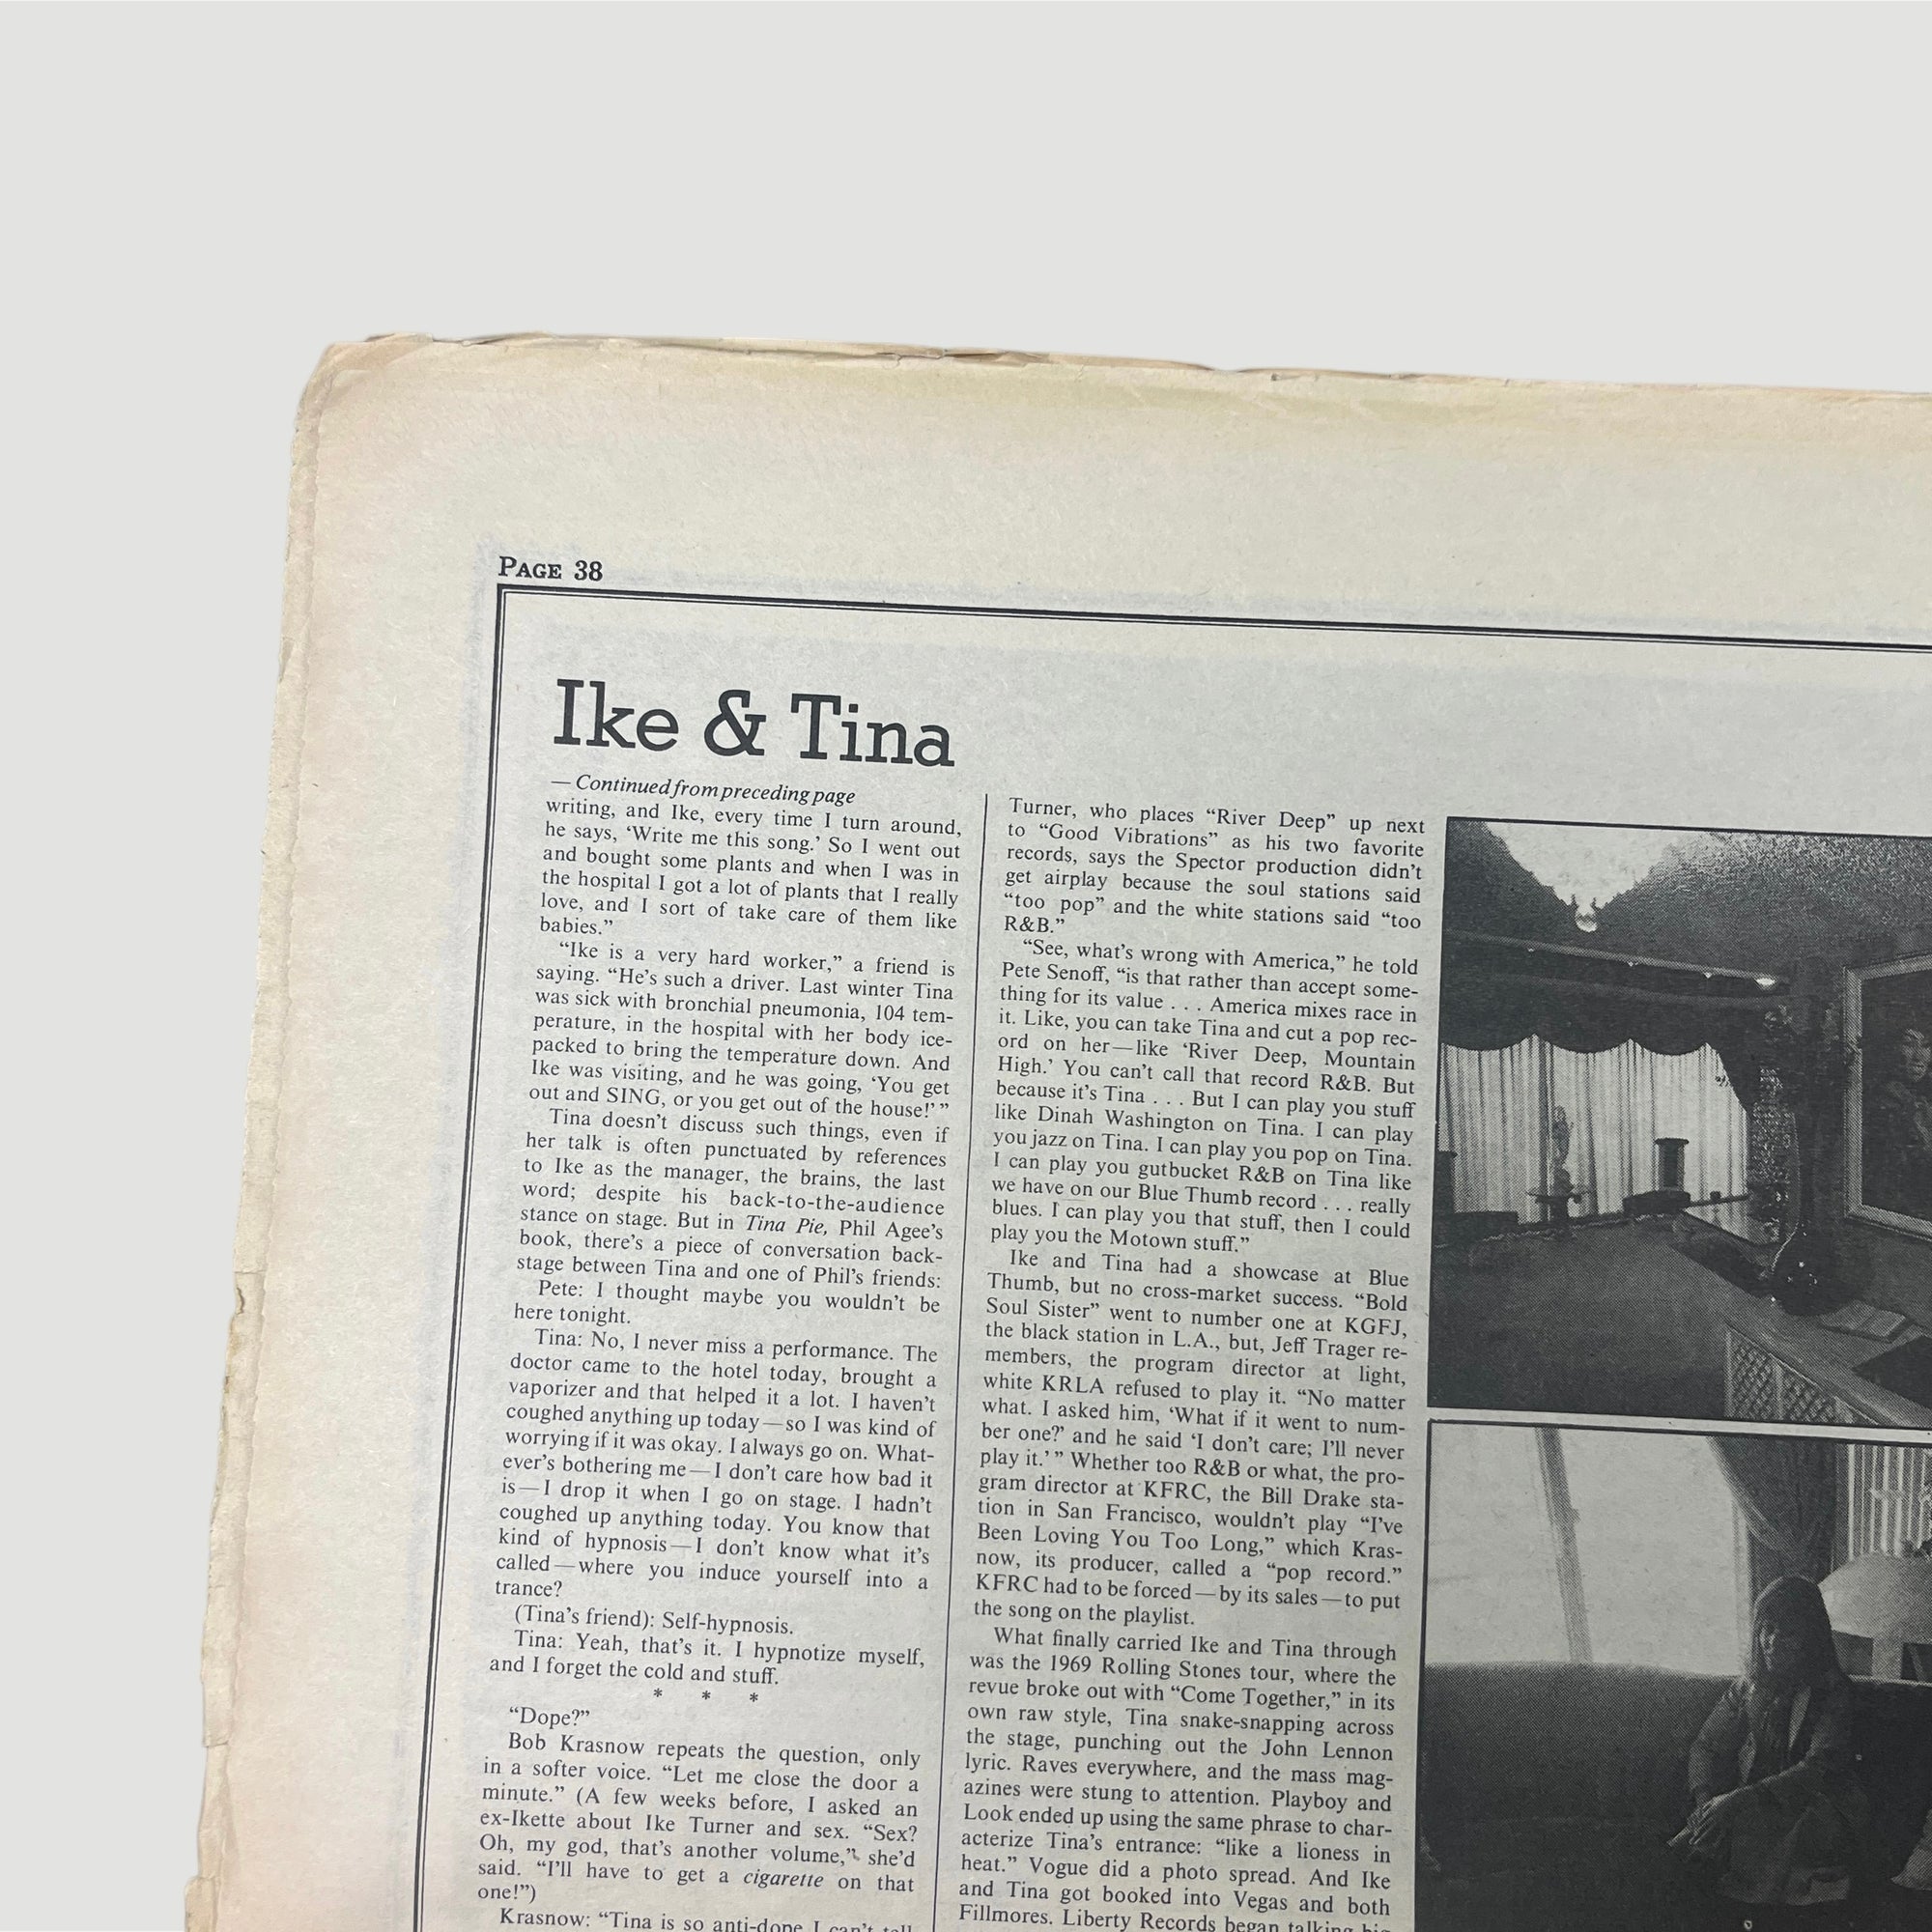 PAGE 38
Ike & Tina
— Continued from preceding page
writing, and Ike, every time I turn around,
he says, ‘Write me this song.’ So I went out
and bought some plants and when I was in
the hospital I got a lot of plants that I really
love, and I sort of take care of them like
babies.”
“Ike is a very hard worker,” a friend is
saying. “He’s such a driver. Last winter Tina
was sick with bronchial pneumonia, 104 tem-
perature, in the hospital with her body ice-
packed to bring the temperature down. And
Ike was visiting, and he was going, ‘You get
out and SING, or you get out of the house!’ ”
Tina doesn’t discuss such things, even if
her talk is often punctuated by references
to Ike as the manager, the brains, the last
word; despite his back-to-the-audience
stance on stage. But in Tina Pie, Phil Agee’s
book, there’s a piece of conversation back-
stage between Tina and one of Phil’s friends:
Pete: I thought maybe you wouldn’t be
here tonight.
Tina: No, I never miss a performance. The
doctor came to the hotel today, brought a
vaporizer and that helped it a lot. I haven’t
coughed anything up today—so I was kind of
worrying if it was okay. I always go on. What-
ever’s bothering me—I don’t care how bad it
is—I drop it when I go on stage. I hadn’t
coughed up anything today. You know that
kind of hypnosis—I don’t know what it’s
called—where you induce yourself into a
trance?
(Tina’s friend): Self-hypnosis.
Tina: Yeah, that’s it. I hypnotize myself,
and I forget the cold and stuff.
* * *
“Dope?”
Bob Krasnow repeats the question, only
in a softer voice. “Let me close the door a
minute.” (A few weeks before, I asked an
ex-Ikette about Ike Turner and sex. “Sex?
Oh, my god, that’s another volume,” she’d
said. “I’ll have to get a cigarette on that
one!”)
Krasnow: “Tina is so anti-dope I can’t tell
Turner, who places “River Deep” up next
to “Good Vibrations” as his two favorite
records, says the Spector production didn’t
get airplay because the soul stations said
“too pop” and the white stations said “too
R&B.”
“See, what’s wrong with America,” he told
Pete Senoff, “is that rather than accept some-
thing for its value . . . America mixes race in
it. Like, you can take Tina and cut a pop rec-
ord on her—like ‘River Deep, Mountain
High.’ You can’t call that record R&B. But
because it’s Tina . . . But I can play you stuff
like Dinah Washington on Tina. I can play
you jazz on Tina. I can play you pop on Tina.
I can play you gutbucket R&B on Tina like
we have on our Blue Thumb record . . . really
blues. I can play you that stuff, then I could
play you the Motown stuff.”
Ike and Tina had a showcase at Blue
Thumb, but no cross-market success. “Bold
Soul Sister” went to number one at KGFJ,
the black station in L.A., but, Jeff Trager re-
members, the program director at light,
white KRLA refused to play it. “No matter
what. I asked him, ‘What if it went to num-
ber one?’ and he said ‘I don’t care; I’ll never
play it.’ ” Whether too R&B or what, the pro-
gram director at KFRC, the Bill Drake sta-
tion in San Francisco, wouldn’t play “I’ve
Been Loving You Too Long,” which Kras-
now, its producer, called a “pop record.”
KFRC had to be forced—by its sales—to put
the song on the playlist.
What finally carried Ike and Tina through
was the 1969 Rolling Stones tour, where the
revue broke out with “Come Together,” in its
own raw style, Tina snake-snapping across
the stage, punching out the John Lennon
lyric. Raves everywhere, and the mass mag-
azines were stung to attention. Playboy and
Look ended up using the same phrase to char-
acterize Tina’s entrance: “like a lioness in
heat.” Vogue did a photo spread. And Ike
and Tina got booked into Vegas and both
Fillmores. Liberty Records began talking big